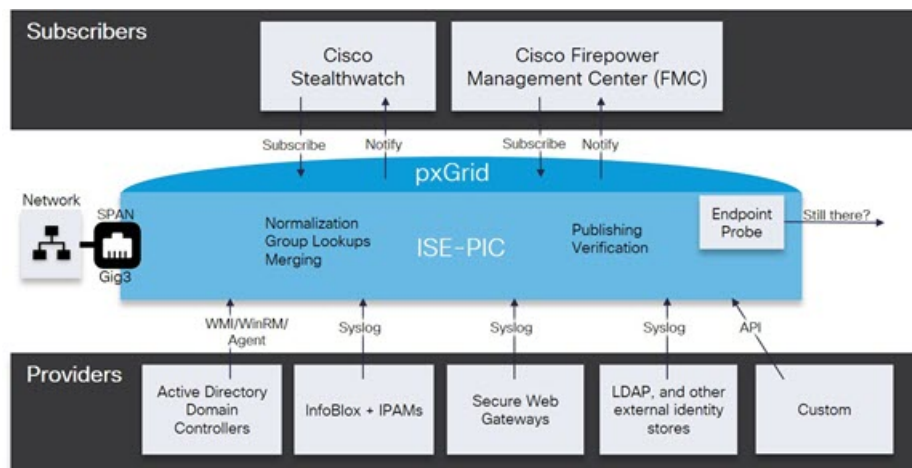 Subscribers
Cisco
Stealthwatch
Cisco Firepower
Management Center (FMC)
Subscribe
Notify
Subscribe
Notify
pxGrid
Network
SPAN
Gig3
Normalization
Group Lookups
Merging
ISE-PIC
Publishing
Verification
Endpoint
Probe
Still there?
WMI/WinRM/
Agent
Syslog
Syslog
Syslog
API
Providers
Active Directory
Domain
Controllers
InfoBlox + IPAMs
Secure Web
Gateways
LDAP, and other
external identity
stores
Custom